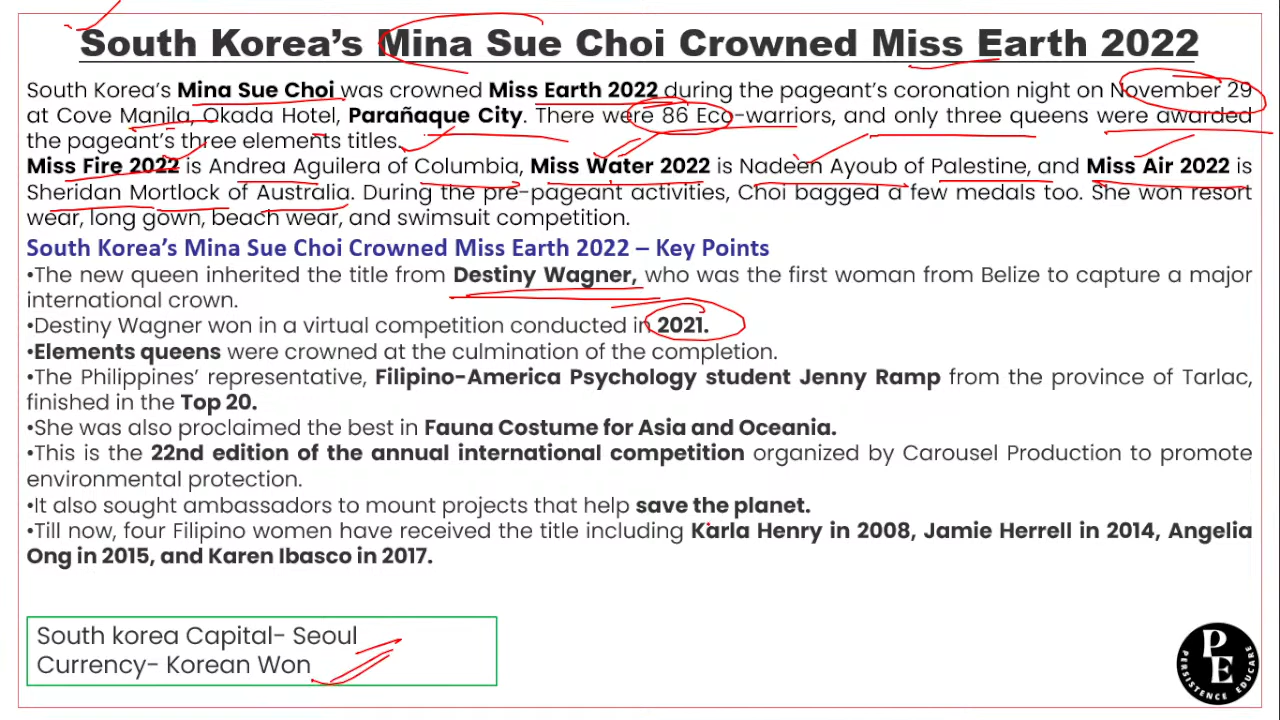 South Korea's Mina Sue Choi Crowned Miss Earth 2022
South Korea's Mina Sue Choi was crowned Miss Earth 2022 during the pageant's coronation night on November 29
at Cove Manila, Okada Hotel, Parañaque City. There were 86 Eco-warriors, and only three queens were awarded
the pageant's three elements titles.
Miss Fire 2022 is Andrea Aguilera of Columbia, Miss Water 2022 is Nadeen Ayoub of Palestine, and Miss Air 2022 is
Sheridan Mortlock of Australia. During the pre-pageant activities, Choi bagged a few medals too. She won resort
wear, long gown, beach wear, and swimsuit competition.
South Korea's Mina Sue Choi Crowned Miss Earth 2022 – Key Points
•The new queen inherited the title from Destiny Wagner, who was the first woman from Belize to capture a major
international crown.
•Destiny Wagner won in a virtual competition conducted in 2021.
•Elements queens were crowned at the culmination of the completion.
•The Philippines' representative, Filipino-America Psychology student Jenny Ramp from the province of Tarlac,
finished in the Top 20.
•She was also proclaimed the best in Fauna Costume for Asia and Oceania.
•This is the 22nd edition of the annual international competition organized by Carousel Production to promote
environmental protection.
•It also sought ambassadors to mount projects that help save the planet.
•Till now, four Filipino women have received the title including Karla Henry in 2008, Jamie Herrell in 2014, Angelia
Ong in 2015, and Karen Ibasco in 2017.
South korea Capital- Seoul
Currency- Korean Won
PE
PERSISTENCE EDUCARE